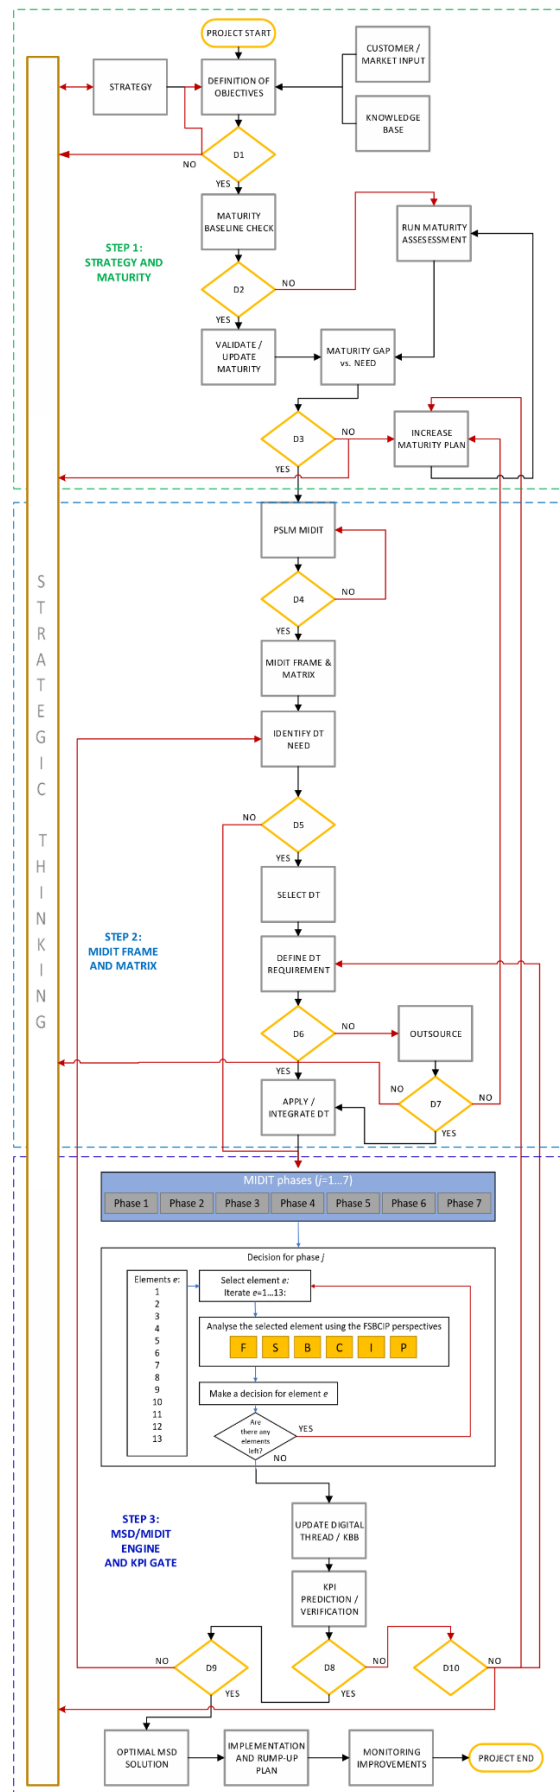 PROJECT START
STRATEGY
DEFINITION OF
OBJECTIVES
CUSTOMER /
MARKET INPUT
KNOWLEDGE
BASE
D1
NO
YES
MATURITY
BASELINE CHECK
RUN MATURITY
ASSESESSMENT
STEP 1:
STRATEGY AND
MATURITY
D2
NO
YES
VALIDATE /
UPDATE
MATURITY
MATURITY GAP
vs. NEED
D3
NO
YES
INCREASE
MATURITY PLAN
STRATEGIC THINKING
PSLM MIDIT
D4
NO
YES
MIDIT FRAME &
MATRIX
IDENTIFY DT
NEED
D5
NO
YES
SELECT DT
STEP 2:
MIDIT FRAME
AND MATRIX
DEFINE DT
REQUIREMENT
D6
NO
YES
OUTSOURCE
D7
NO
NO
YES
APPLY /
INTEGRATE DT
MIDIT phases (j=1...7)
Phase 1 Phase 2 Phase 3 Phase 4 Phase 5 Phase 6 Phase 7
Decision for phase j
Elements e:
1
2
3
4
5
6
7
8
9
10
11
12
13
Select element e:
Iterate e=1...13:
Analyse the selected element using the FSBCIP perspectives
F S B C I P
Make a decision for element e
Are
there any
elements
left?
YES
NO
STEP 3:
MSD/MIDIT
ENGINE
AND KPI GATE
UPDATE DIGITAL
THREAD / KBB
KPI
PREDICTION /
VERIFICATION
D9
NO
YES
D8
NO
YES
D10
NO
OPTIMAL MSD
SOLUTION
IMPLEMENTATION
AND RUMP-UP
PLAN
MONITORING
IMPROVEMENTS
PROJECT END